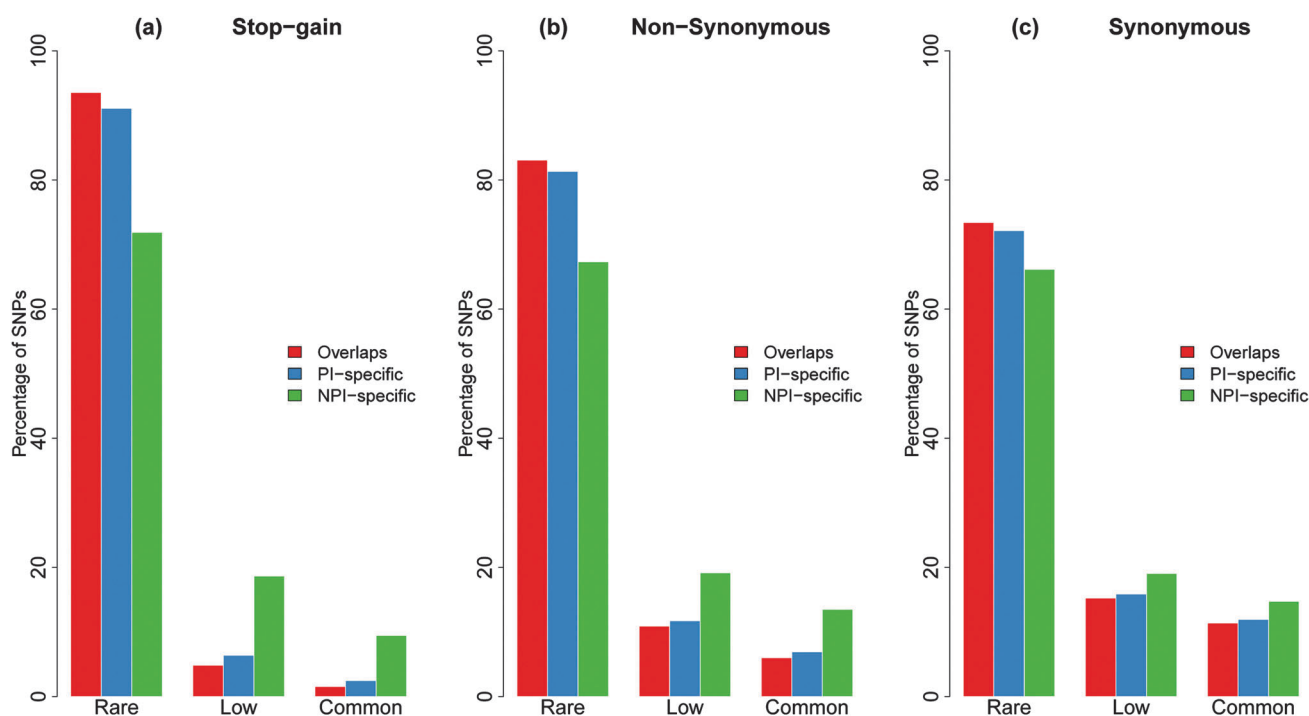 (a) Stop−gain
Percentage of SNPs
100
80
60
40
20
0
Overlaps
PI−specific
NPI−specific
Rare Low Common
(b) Non−Synonymous
Percentage of SNPs
100
80
60
40
20
0
Overlaps
PI−specific
NPI−specific
Rare Low Common
(c) Synonymous
Percentage of SNPs
100
80
60
40
20
0
Overlaps
PI−specific
NPI−specific
Rare Low Common